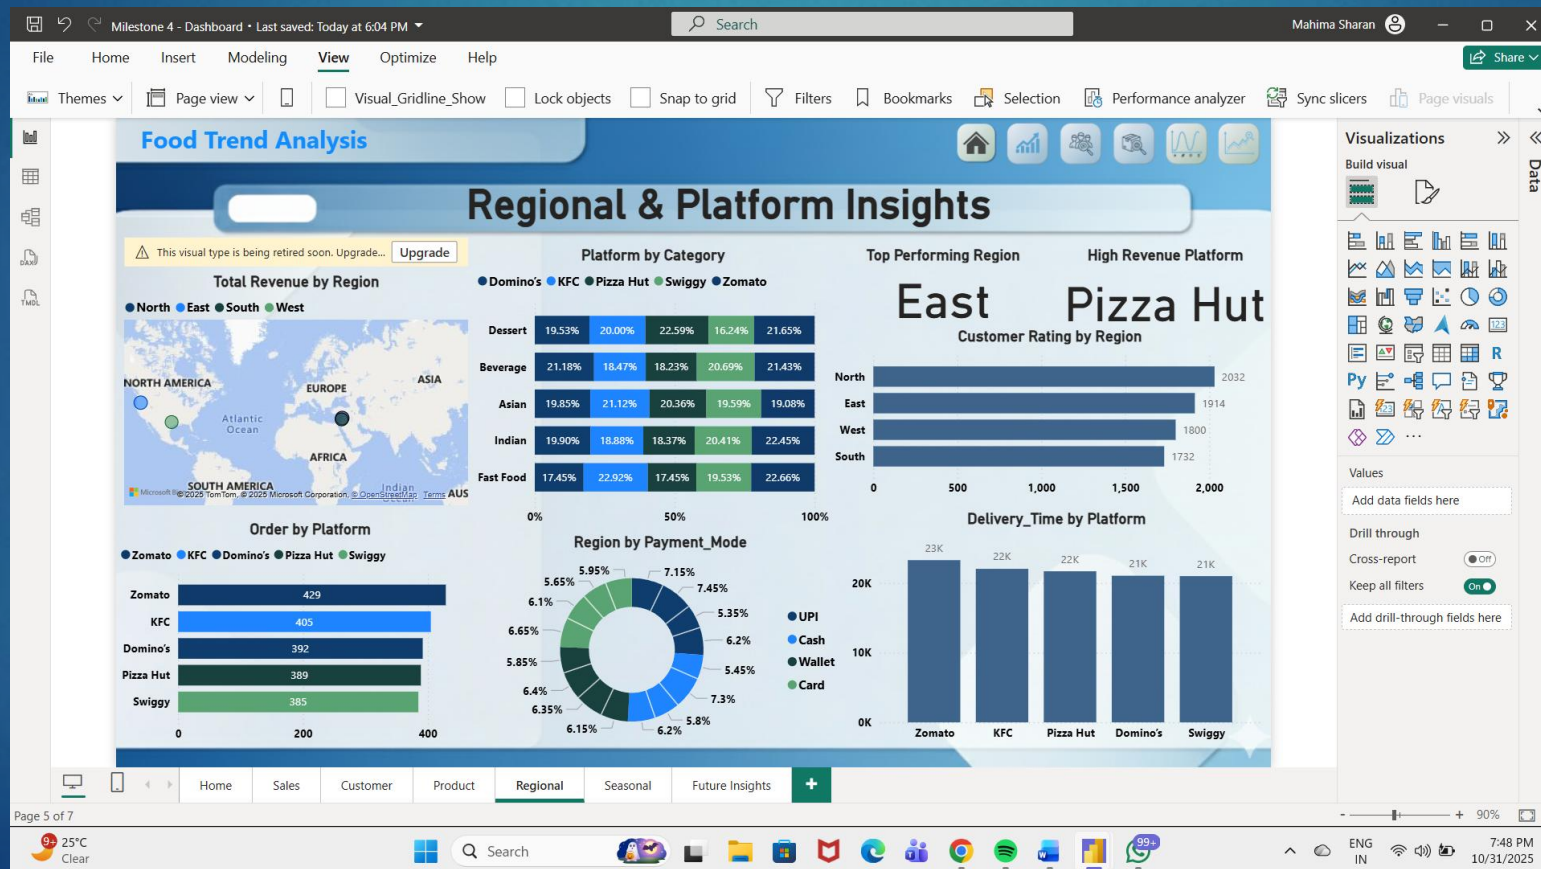 Milestone 4 - Dashboard • Last saved: Today at 6:04 PM
Search
Mahima Sharan
File Home Insert Modeling View Optimize Help
Share
Themes Page view Visual_Gridline_Show Lock objects Snap to grid Filters Bookmarks Selection Performance analyzer Sync slicers Page visuals
Food Trend Analysis
Regional & Platform Insights
This visual type is being retired soon. Upgrade... Upgrade
Total Revenue by Region
North East South West
NORTH AMERICA
EUROPE
ASIA
Atlantic
Ocean
AFRICA
SOUTH AMERICA
Indian
AUS
© 2025 TomTom, © 2025 Microsoft Corporation, © OpenStreetMap Terms
Platform by Category
Domino's KFC Pizza Hut Swiggy Zomato
Dessert 19.53% 20.00% 22.59% 16.24% 21.65%
Beverage 21.18% 18.47% 18.23% 20.69% 21.43%
Asian 19.85% 21.12% 20.36% 19.59% 19.08%
Indian 19.90% 18.88% 18.37% 20.41% 22.45%
Fast Food 17.45% 22.92% 17.45% 19.53% 22.66%
0% 50% 100%
Top Performing Region
East
High Revenue Platform
Pizza Hut
Customer Rating by Region
North 2032
East 1914
West 1800
South 1732
0 500 1,000 1,500 2,000
Order by Platform
Zomato KFC Domino's Pizza Hut Swiggy
Zomato 429
KFC 405
Domino's 392
Pizza Hut 389
Swiggy 385
0 200 400
Region by Payment_Mode
5.95% 7.15%
5.65% 7.45%
6.1% 5.35%
6.65% 6.2%
5.85% 5.45%
6.4% 7.3%
6.35% 5.8%
6.15% 6.2%
UPI
Cash
Wallet
Card
Delivery_Time by Platform
23K 22K 22K 21K 21K
20K
10K
0K
Zomato KFC Pizza Hut Domino's Swiggy
Visualizations
Build visual
123
R
Py
Values
Add data fields here
Drill through
Cross-report Off
Keep all filters On
Add drill-through fields here
Data
DAX
TMDL
Home Sales Customer Product Regional Seasonal Future Insights +
Page 5 of 7
- + 90%
9+
25°C
Clear
Search
99+
ENG
IN
7:48 PM
10/31/2025